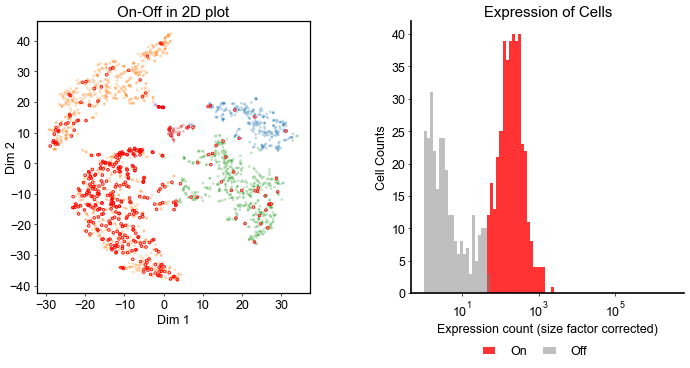 On-Off in 2D plot
40
30
20
10
0
−10
−20
−30
−40
Dim 2
−30 −20 −10 0 10 20 30
Dim 1
Expression of Cells
40
35
30
25
20
15
10
5
0
Cell Counts
10^1 10^3 10^5
Expression count (size factor corrected)
On Off